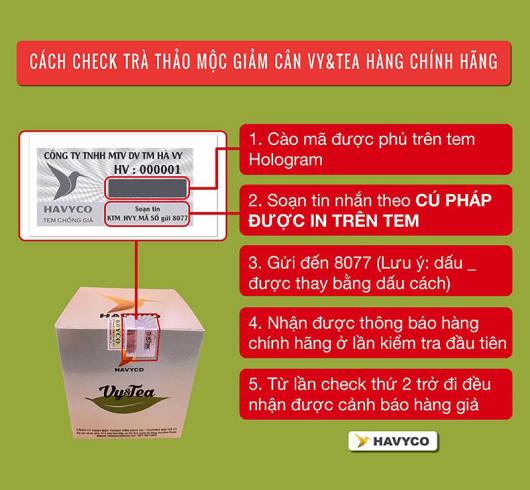 CÁCH CHECK TRÀ THẢO MỘC GIẢM CÂN VY&TEA HÀNG CHÍNH HÃNG
CÔNG TY TNHH MTV DV TM HÀ VY
HV : 000001
HAVYCO
TEM CHỐNG GIẢ
Soạn tin
KTM_HVY_MÃ SỐ gửi 8077
1. Cào mã được phủ trên tem
Hologram
2. Soạn tin nhắn theo CÚ PHÁP
ĐƯỢC IN TRÊN TEM
3. Gửi đến 8077 (Lưu ý: dấu _
được thay bằng dấu cách)
4. Nhận được thông báo hàng
chính hãng ở lần kiểm tra đầu tiên
5. Từ lần check thứ 2 trở đi đều
nhận được cảnh báo hàng giả
HAVYCO
HAVYCO
HAVYCO
Vy&Tea
HAVYCO